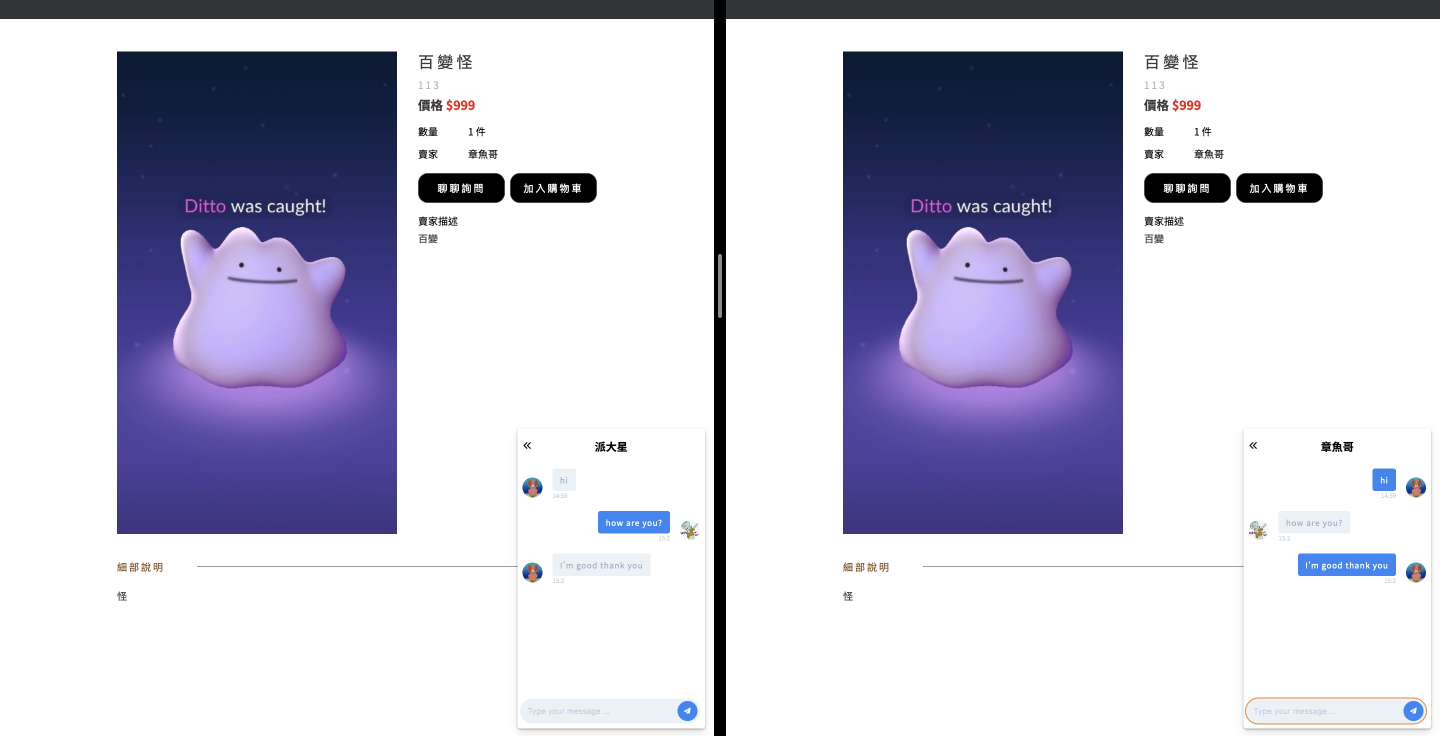 Ditto was caught!
百變怪
113
價格 $999
數量 1 件
賣家 章魚哥
聊聊詢問 加入購物車
賣家描述
百變
細部說明
怪
派大星
hi
14:59
how are you?
15:2
I'm good thank you
15:2
Type your message ...
Ditto was caught!
百變怪
113
價格 $999
數量 1 件
賣家 章魚哥
聊聊詢問 加入購物車
賣家描述
百變
細部說明
怪
章魚哥
hi
14:59
how are you?
15:2
I'm good thank you
15:2
Type your message ...